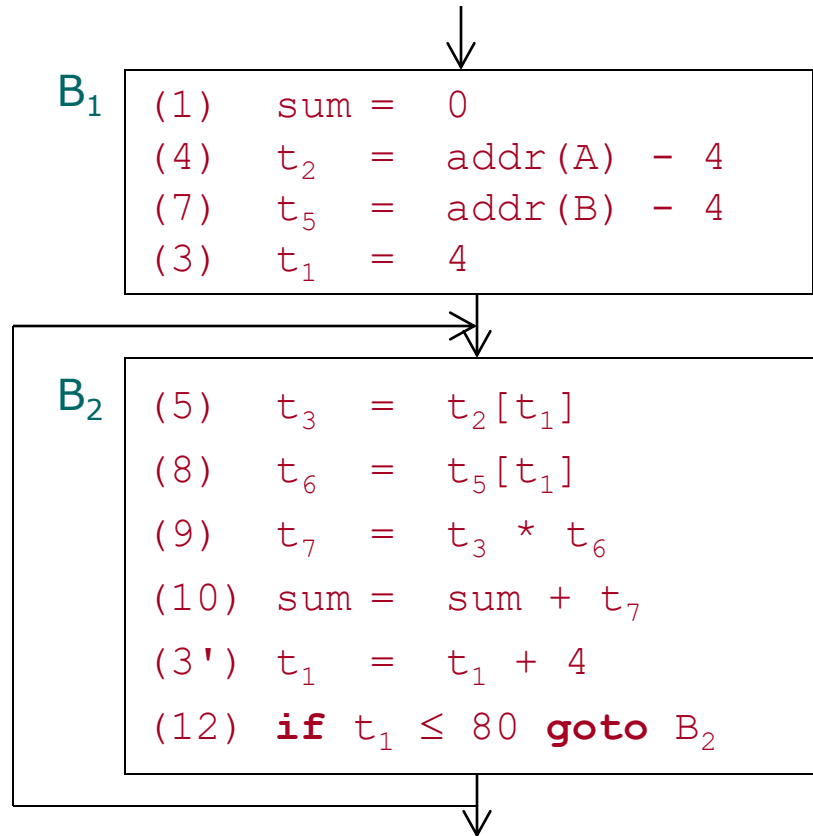 B₁
(1) sum = 0
(4) t₂ = addr(A) - 4
(7) t₅ = addr(B) - 4
(3) t₁ = 4
B₂
(5) t₃ = t₂[t₁]
(8) t₆ = t₅[t₁]
(9) t₇ = t₃ * t₆
(10) sum = sum + t₇
(3') t₁ = t₁ + 4
(12) if t₁ ≤ 80 goto B₂